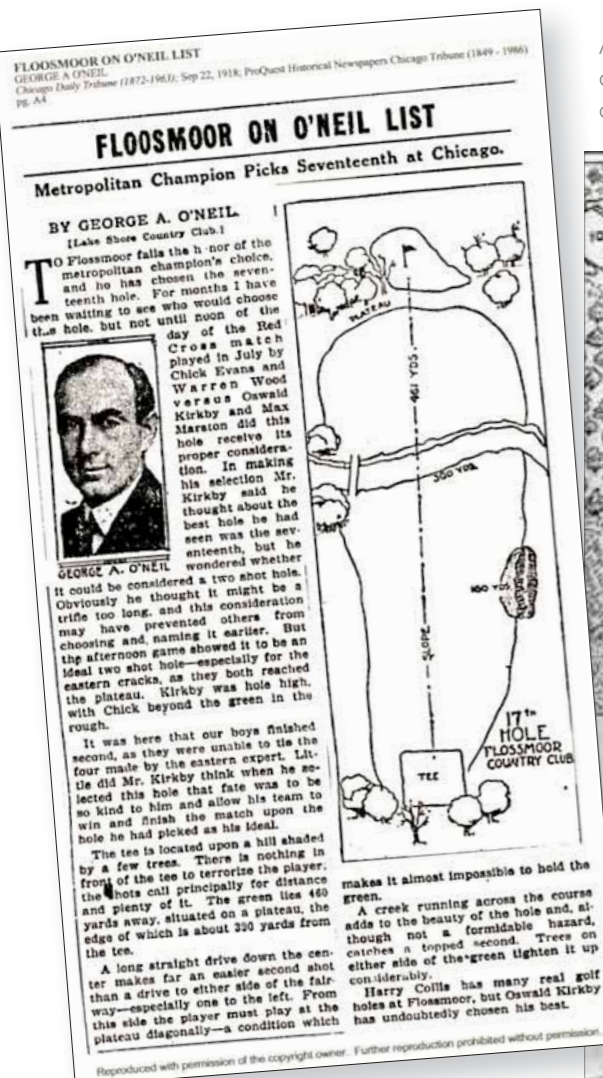 FLOOSMOOR ON O'NEIL LIST
GEORGE A O'NEIL
Chicago Daily Tribune (1872-1963); Sep 22, 1918; ProQuest Historical Newspapers Chicago Tribune (1849 - 1986)
pg. A4
FLOOSMOOR ON O'NEIL LIST
Metropolitan Champion Picks Seventeenth at Chicago.
BY GEORGE A. O'NEIL.
[Lake Shore Country Club.]
TO Flossmoor falls the h nor of the
metropolitan champion's choice,
and he has chosen the seven-
teenth hole. For months I have
been waiting to see who would choose
th s hole, but not until noon of the
day of the Red
Cross match
played in July by
Chick Evans and
Warren Wood
versus Oswald
Kirkby and Max
Marston did this
hole receive its
proper considera-
tion. In making
his selection Mr.
Kirkby said he
thought about the
best hole he had
seen was the sev-
enteenth, but he
wondered whether
GEORGE A. O'NEIL
it could be considered a two shot hole.
Obviously he thought it might be a
trifle too long, and this consideration
may have prevented others from
choosing and, naming it earlier. But
the afternoon game showed it to be an
ideal two shot hole—especially for the
eastern cracks, as they both reached
the plateau. Kirkby was hole high,
with Chick beyond the green in the
rough.
It was here that our boys finished
second, as they were unable to tie the
four made by the eastern expert. Lit-
tle did Mr. Kirkby think when he se-
lected this hole that fate was to be
so kind to him and allow his team to
win and finish the match upon the
hole he had picked as his ideal.
The tee is located upon a hill shaded
by a few trees. There is nothing in
front of the tee to terrorize the player,
the shots call principally for distance
and plenty of it. The green lies 460
yards away, situated on a plateau, the
edge of which is about 390 yards from
the tee.
A long straight drive down the cen-
ter makes far an easier second shot
than a drive to either side of the fair-
way—especially one to the left. From
this side the player must play at the
plateau diagonally—a condition which
PLATEAU
461 YDS.
350 YDS.
160 YDS.
SLOPE
TEE
17TH
HOLE
FLOSSMOOR
COUNTRY CLUB
makes it almost impossible to hold the
green.
A creek running across the course
adds to the beauty of the hole and, al-
though not a formidable hazard,
catches a topped second. Trees on
either side of the green tighten it up
considerably.
Harry Collis has many real golf
holes at Flossmoor, but Oswald Kirkby
has undoubtedly chosen his best.
Reproduced with permission of the copyright owner. Further reproduction prohibited without permission.